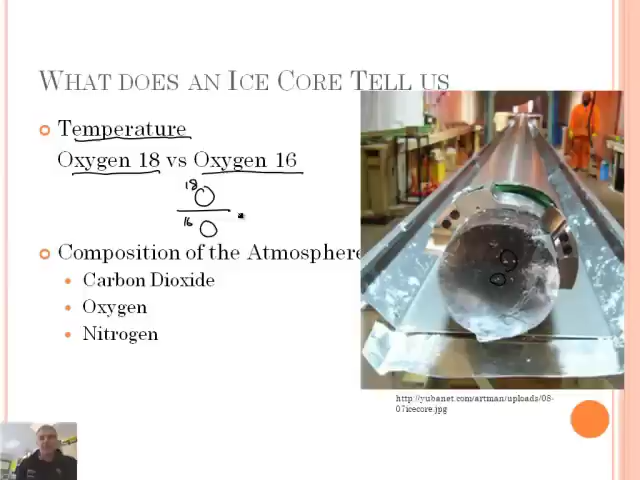 WHAT DOES AN ICE CORE TELL US
Temperature
Oxygen 18 vs Oxygen 16
18 O
16 O
Composition of the Atmosphere
Carbon Dioxide
Oxygen
Nitrogen
http://yubanet.com/artman/uploads/08-
07icecore.jpg